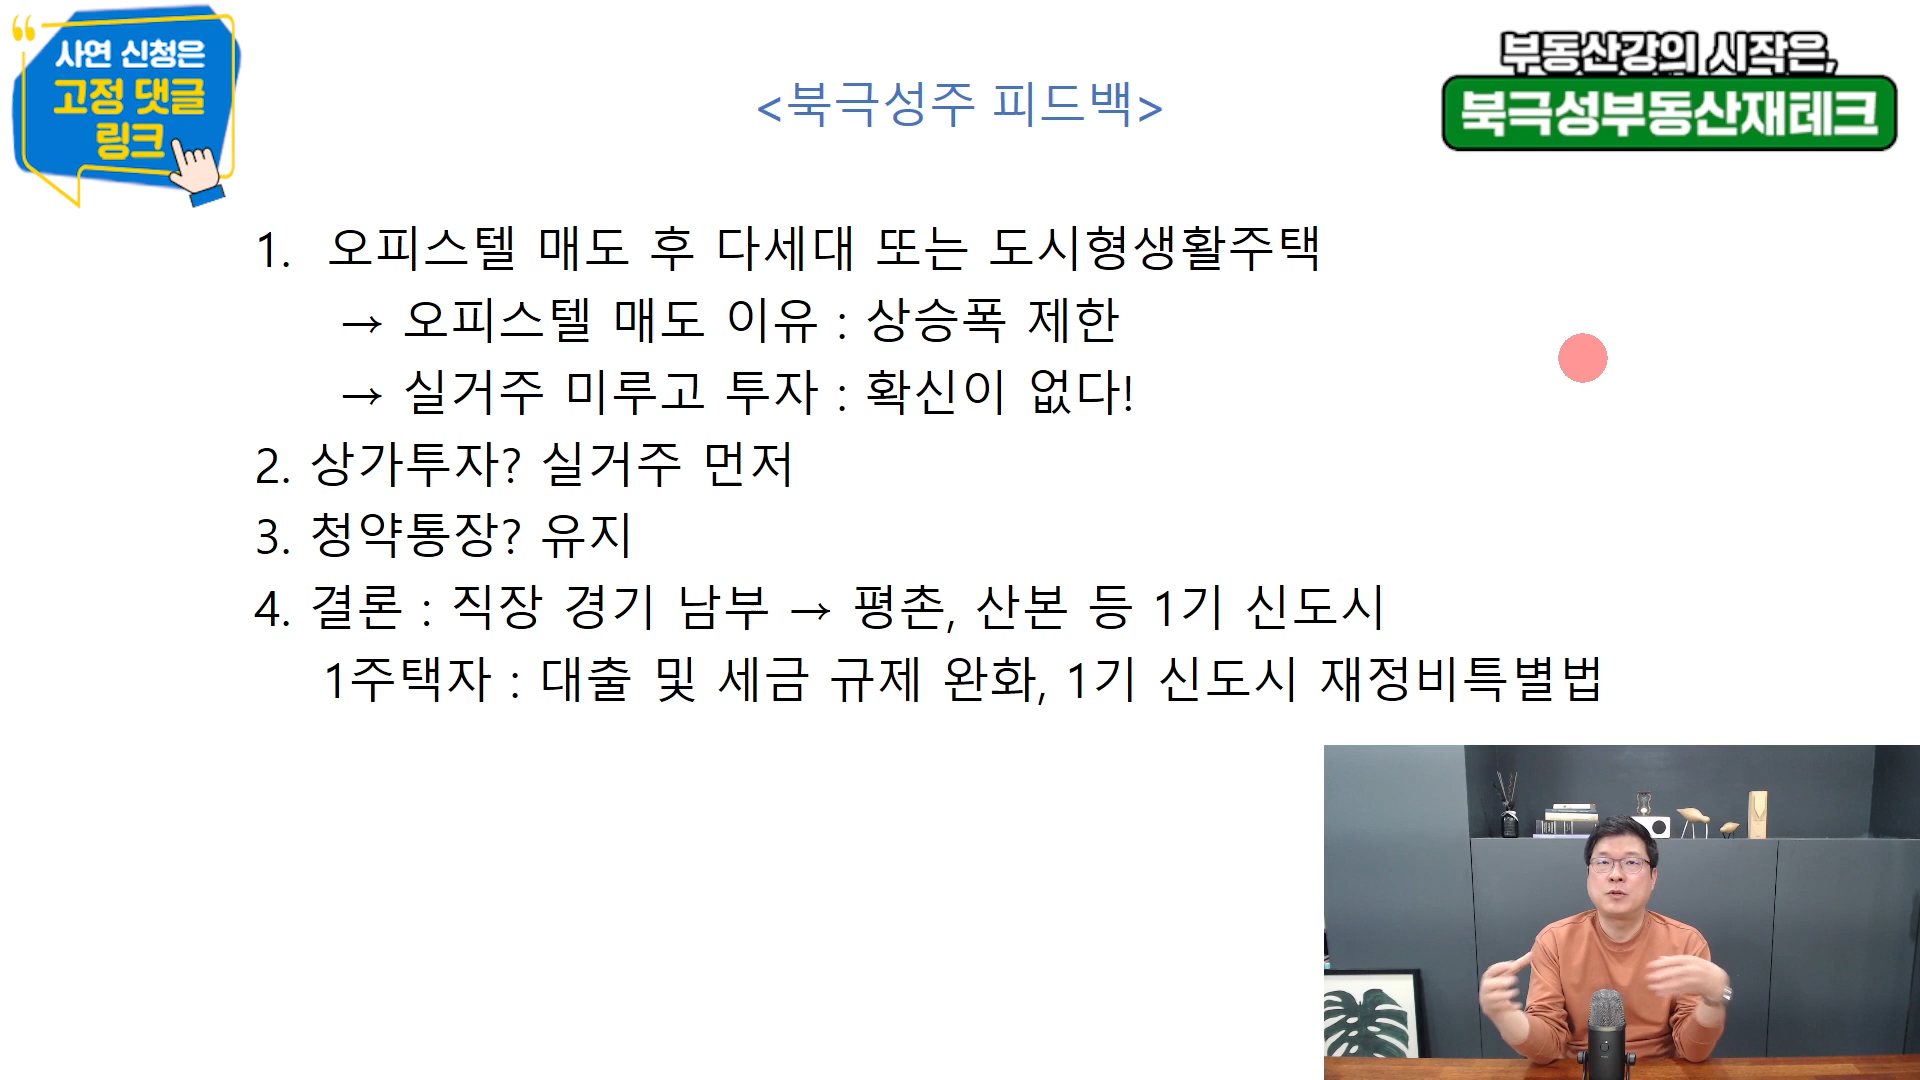 사연 신청은
고정 댓글
링크
부동산강의 시작은,
북극성부동산재테크
<북극성주 피드백>
1. 오피스텔 매도 후 다세대 또는 도시형생활주택
→ 오피스텔 매도 이유 : 상승폭 제한
→ 실거주 미루고 투자 : 확신이 없다!
2. 상가투자? 실거주 먼저
3. 청약통장? 유지
4. 결론 : 직장 경기 남부 → 평촌, 산본 등 1기 신도시
1주택자 : 대출 및 세금 규제 완화, 1기 신도시 재정비특별법